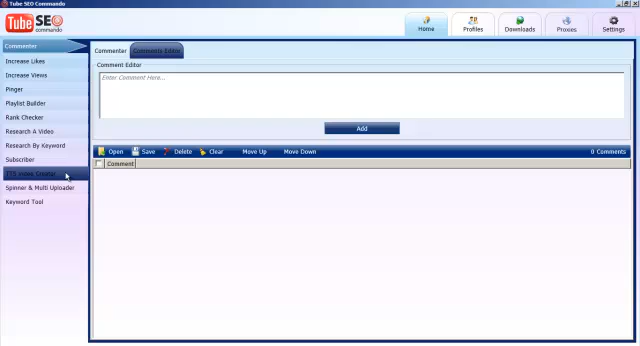 Tube SEO Commando
Tube SEO
commando
Home
Profiles
Downloads
Proxies
Settings
Commenter
Increase Likes
Increase Views
Pinger
Playlist Builder
Rank Checker
Research A Video
Research By Keyword
Subscriber
TTS Video Creator
Spinner & Multi Uploader
Keyword Tool
Commenter
Comments Editor
Comment Editor
Enter Comment Here...
Add
Open
Save
Delete
Clear
Move Up
Move Down
0 Comments
Comment